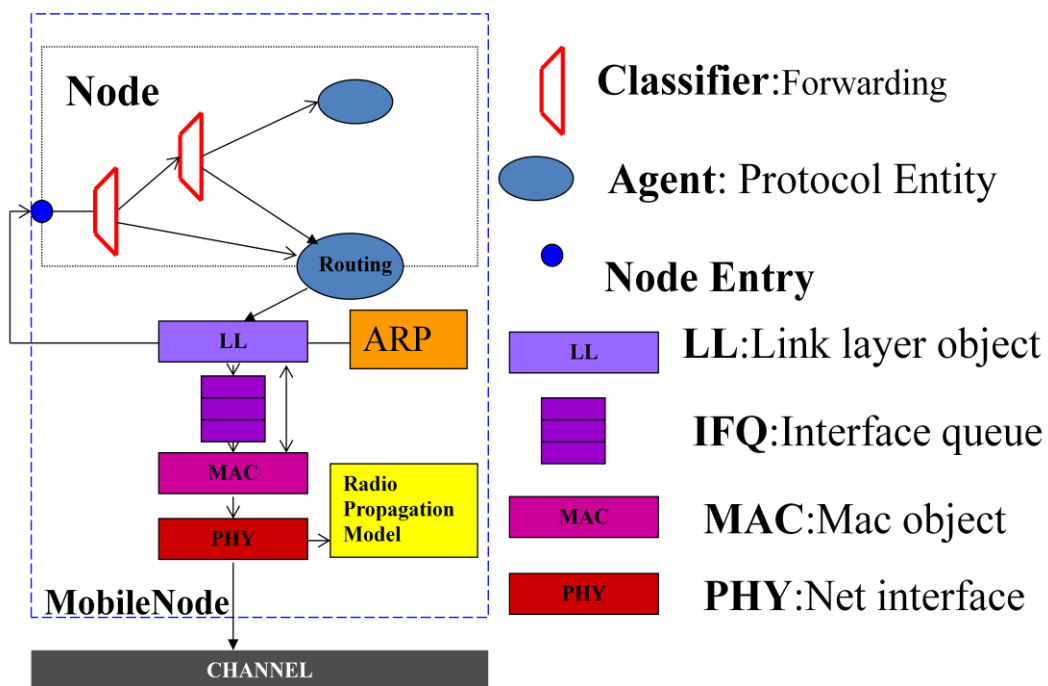 Node
Routing
LL
ARP
MAC
Radio
Propagation
Model
PHY
MobileNode
CHANNEL
Classifier:Forwarding
Agent: Protocol Entity
Node Entry
LL
LL:Link layer object
IFQ:Interface queue
MAC
MAC:Mac object
PHY
PHY:Net interface